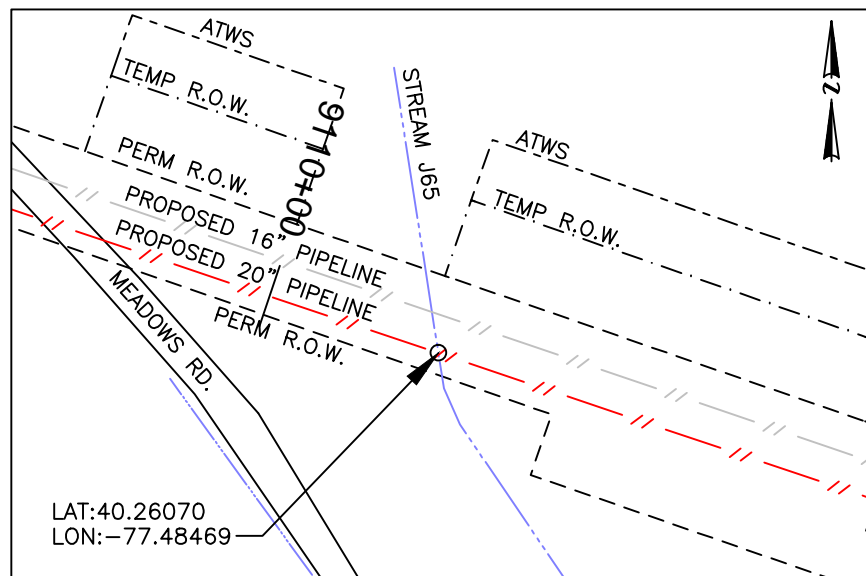 ATWS
TEMP R.O.W.
PERM R.O.W.
9110+00
STREAM J65
ATWS
TEMP R.O.W.
PROPOSED 16" PIPELINE
PROPOSED 20" PIPELINE
PERM R.O.W.
MEADOWS RD.
LAT:40.26070
LON:-77.48469
N